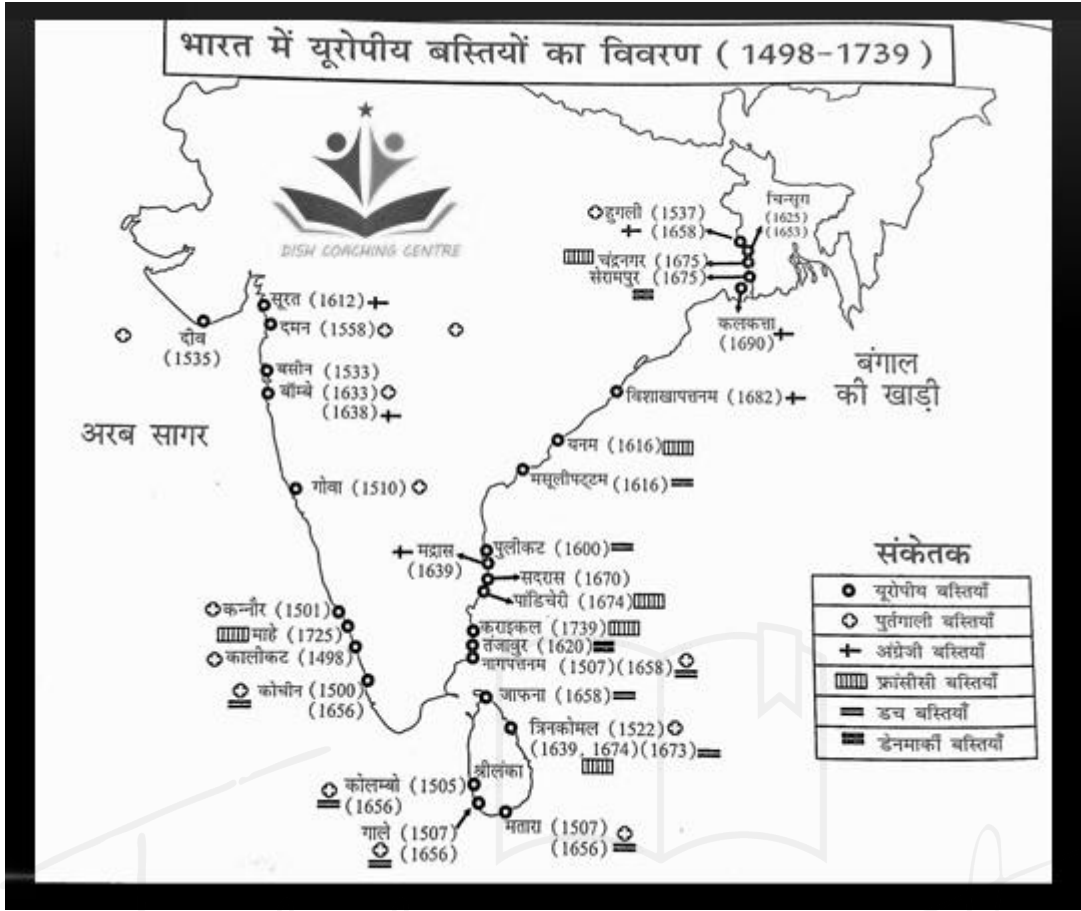 भारत में यूरोपीय बस्तियों का विवरण ( 1498-1739 )
DISH COACHING CENTRE
हुगली (1537)
(1658)
चिन्सुरा
(1625)
(1653)
चंद्रनगर (1675)
सेरामपुर (1675)
कलकत्ता
(1690)
सूरत (1612)
दमन (1558)
दीव
(1535)
बसीन (1533)
बॉम्बे (1633)
(1638)
बंगाल
की खाड़ी
विशाखापत्तनम (1682)
अरब सागर
यनम (1616)
मसूलीपट्टम (1616)
गोवा (1510)
पुलीकट (1600)
मद्रास
(1639)
सदरास (1670)
पांडिचेरी (1674)
कन्नौर (1501)
माहे (1725)
कालीकट (1498)
कोचीन (1500)
(1656)
कराइकल (1739)
तंजावुर (1620)
नागपत्तनम (1507)(1658)
जाफना (1658)
त्रिनकोमल (1522)
(1639, 1674)(1673)
श्रीलंका
कोलम्बो (1505)
(1656)
गाले (1507)
(1656)
मतारा (1507)
(1656)
संकेतक
यूरोपीय बस्तियाँ
पुर्तगाली बस्तियाँ
अंग्रेजी बस्तियाँ
फ्रांसीसी बस्तियाँ
डच बस्तियाँ
डेनमार्की बस्तियाँ